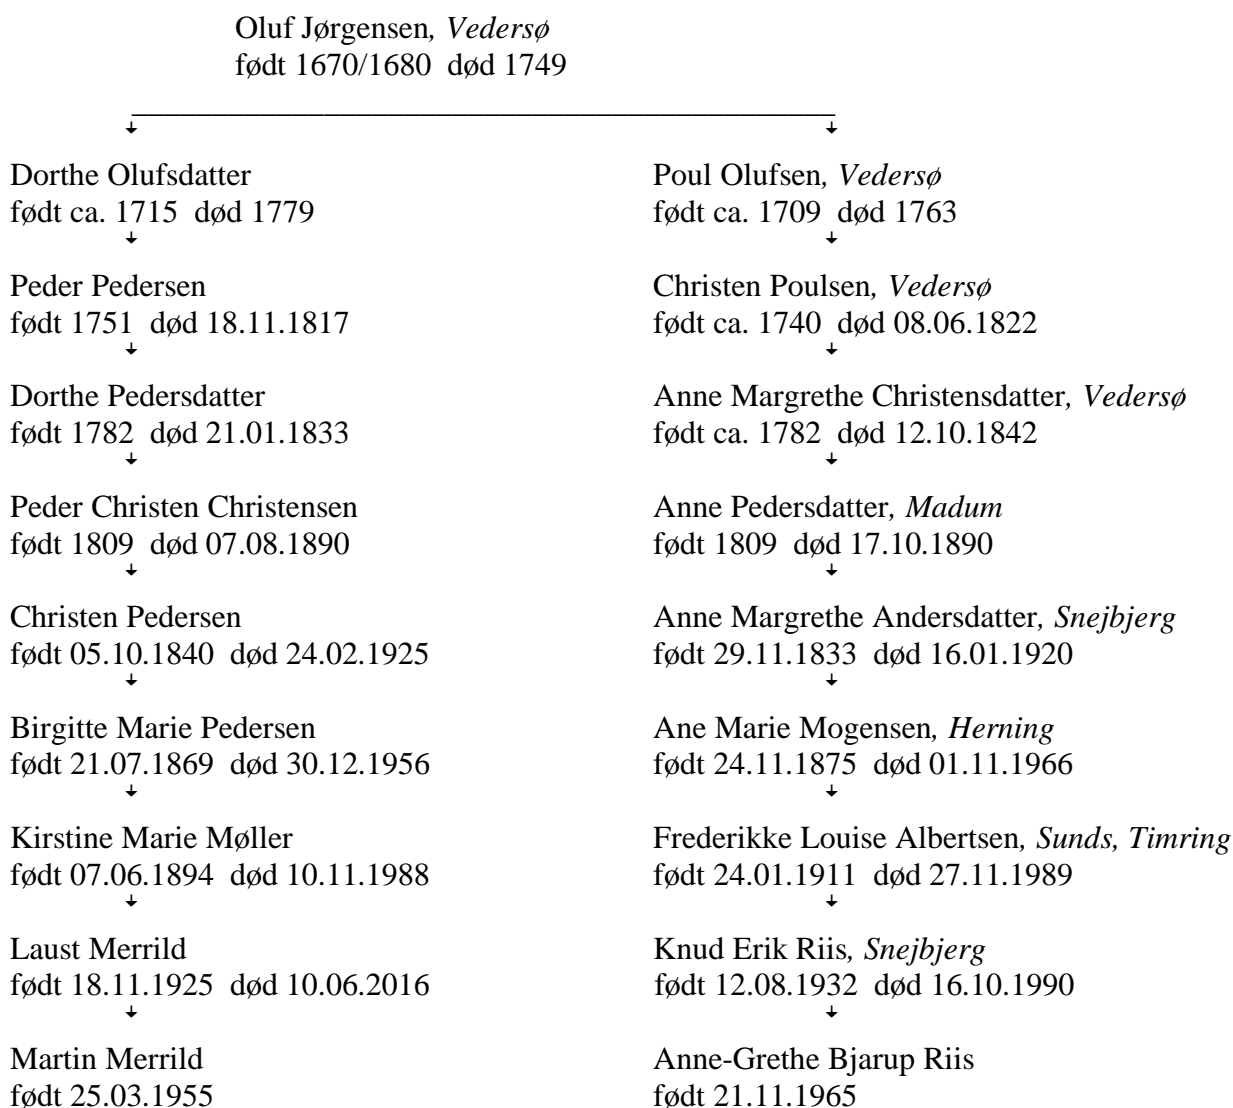 Oluf Jørgensen, Vedersø
født 1670/1680  død 1749
Dorthe Olufsdatter
født ca. 1715  død 1779
Poul Olufsen, Vedersø
født ca. 1709  død 1763
Peder Pedersen
født 1751  død 18.11.1817
Christen Poulsen, Vedersø
født ca. 1740  død 08.06.1822
Dorthe Pedersdatter
født 1782  død 21.01.1833
Anne Margrethe Christensdatter, Vedersø
født ca. 1782  død 12.10.1842
Peder Christen Christensen
født 1809  død 07.08.1890
Anne Pedersdatter, Madum
født 1809  død 17.10.1890
Christen Pedersen
født 05.10.1840  død 24.02.1925
Anne Margrethe Andersdatter, Snejbjerg
født 29.11.1833  død 16.01.1920
Birgitte Marie Pedersen
født 21.07.1869  død 30.12.1956
Ane Marie Mogensen, Herning
født 24.11.1875  død 01.11.1966
Kirstine Marie Møller
født 07.06.1894  død 10.11.1988
Frederikke Louise Albertsen, Sunds, Timring
født 24.01.1911  død 27.11.1989
Laust Merrild
født 18.11.1925  død 10.06.2016
Knud Erik Riis, Snejbjerg
født 12.08.1932  død 16.10.1990
Martin Merrild
født 25.03.1955
Anne-Grethe Bjarup Riis
født 21.11.1965